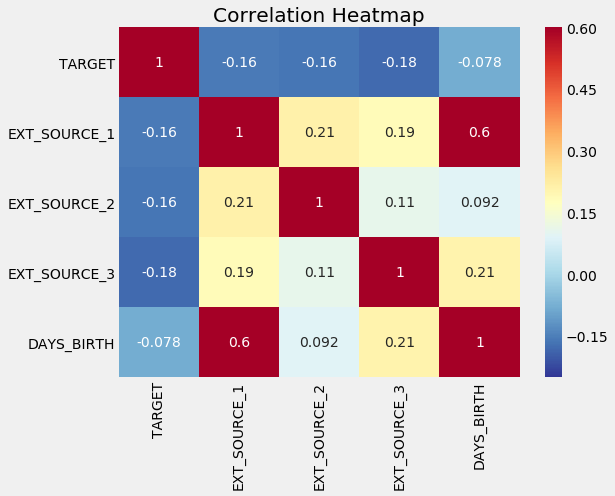 Correlation Heatmap
TARGET 1 -0.16 -0.16 -0.18 -0.078
EXT_SOURCE_1 -0.16 1 0.21 0.19 0.6
EXT_SOURCE_2 -0.16 0.21 1 0.11 0.092
EXT_SOURCE_3 -0.18 0.19 0.11 1 0.21
DAYS_BIRTH -0.078 0.6 0.092 0.21 1
TARGET
EXT_SOURCE_1
EXT_SOURCE_2
EXT_SOURCE_3
DAYS_BIRTH
0.60
0.45
0.30
0.15
0.00
−0.15